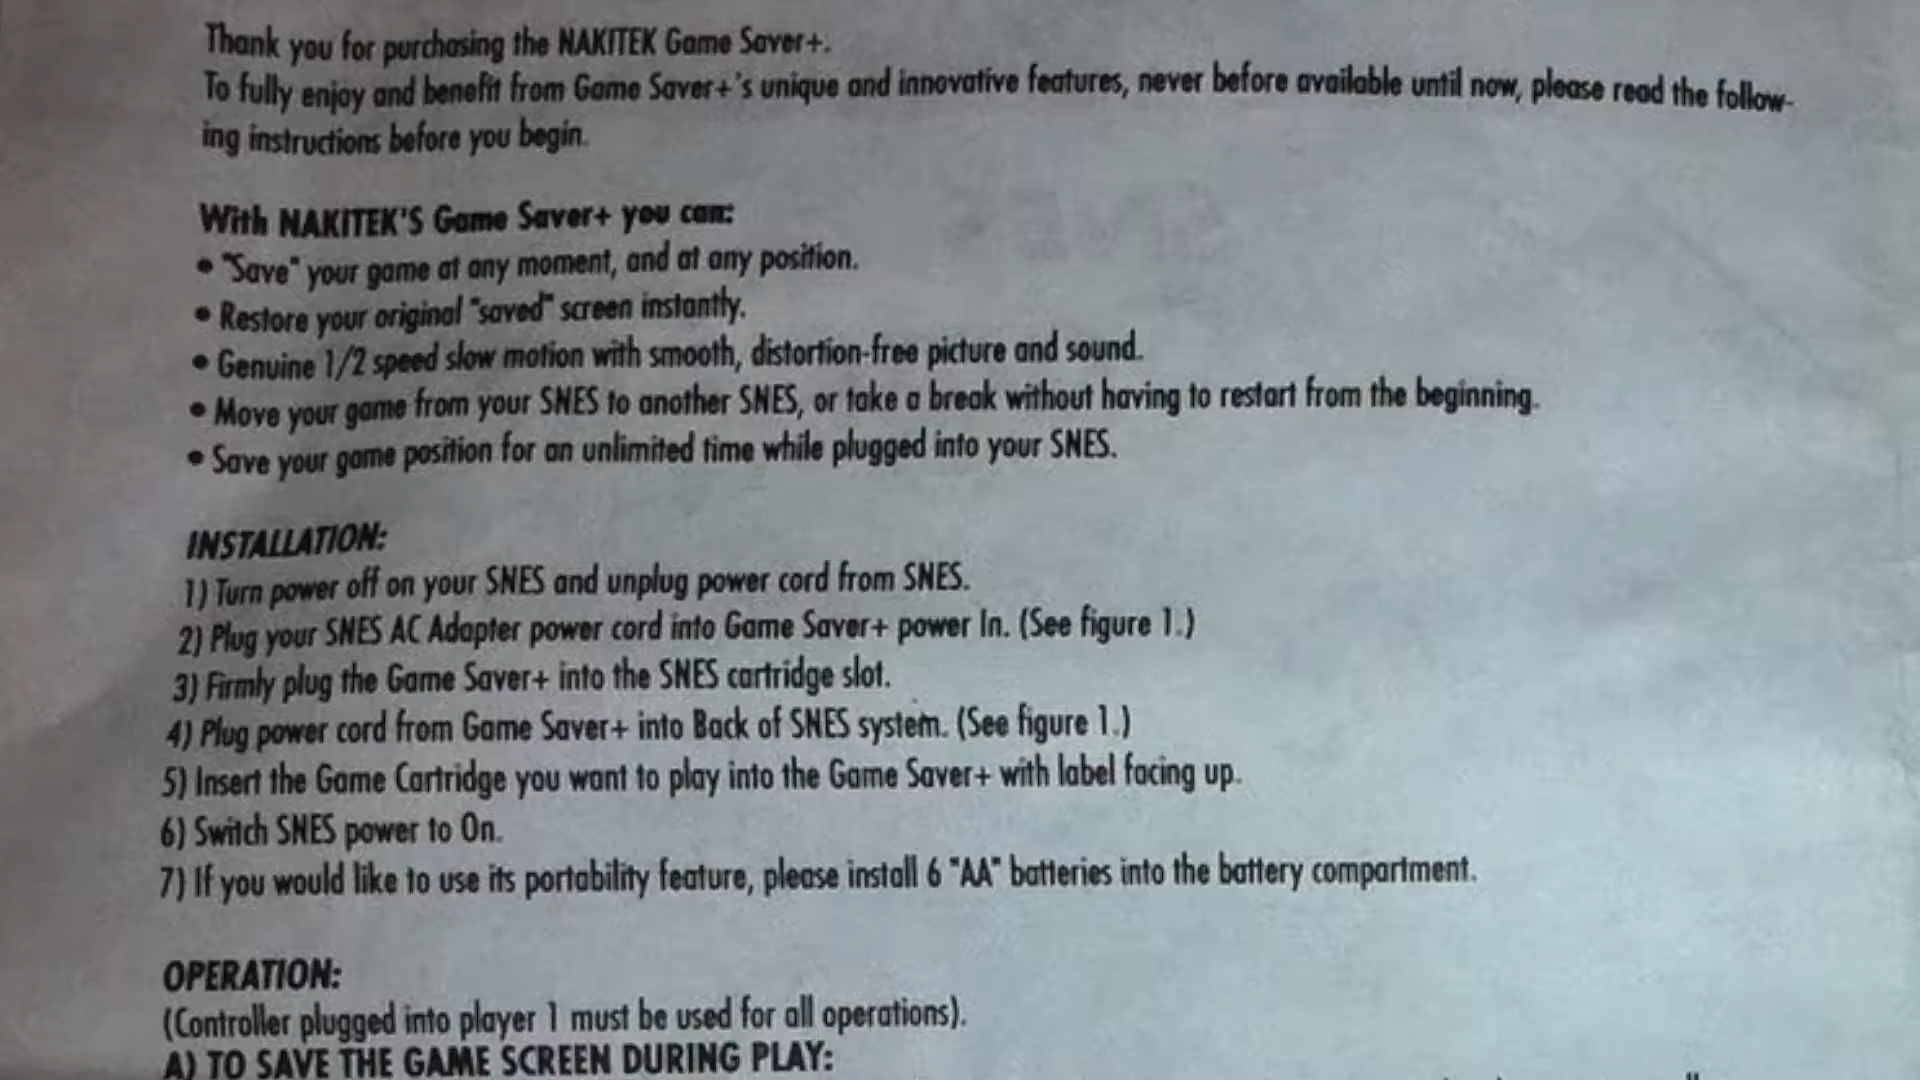 Thank you for purchasing the NAKITEK Game Saver+.
To fully enjoy and benefit from Game Saver+'s unique and innovative features, never before available until now, please read the follow-
ing instructions before you begin.
With NAKITEK'S Game Saver+ you can:
• "Save" your game at any moment, and at any position.
• Restore your original "saved" screen instantly.
• Genuine 1/2 speed slow motion with smooth, distortion-free picture and sound.
• Move your game from your SNES to another SNES, or take a break without having to restart from the beginning.
• Save your game position for an unlimited time while plugged into your SNES.
INSTALLATION:
1) Turn power off on your SNES and unplug power cord from SNES.
2) Plug your SNES AC Adapter power cord into Game Saver+ power In. (See figure 1.)
3) Firmly plug the Game Saver+ into the SNES cartridge slot.
4) Plug power cord from Game Saver+ into Back of SNES system. (See figure 1.)
5) Insert the Game Cartridge you want to play into the Game Saver+ with label facing up.
6) Switch SNES power to On.
7) If you would like to use its portability feature, please install 6 "AA" batteries into the battery compartment.
OPERATION:
(Controller plugged into player 1 must be used for all operations).
A) TO SAVE THE GAME SCREEN DURING PLAY: